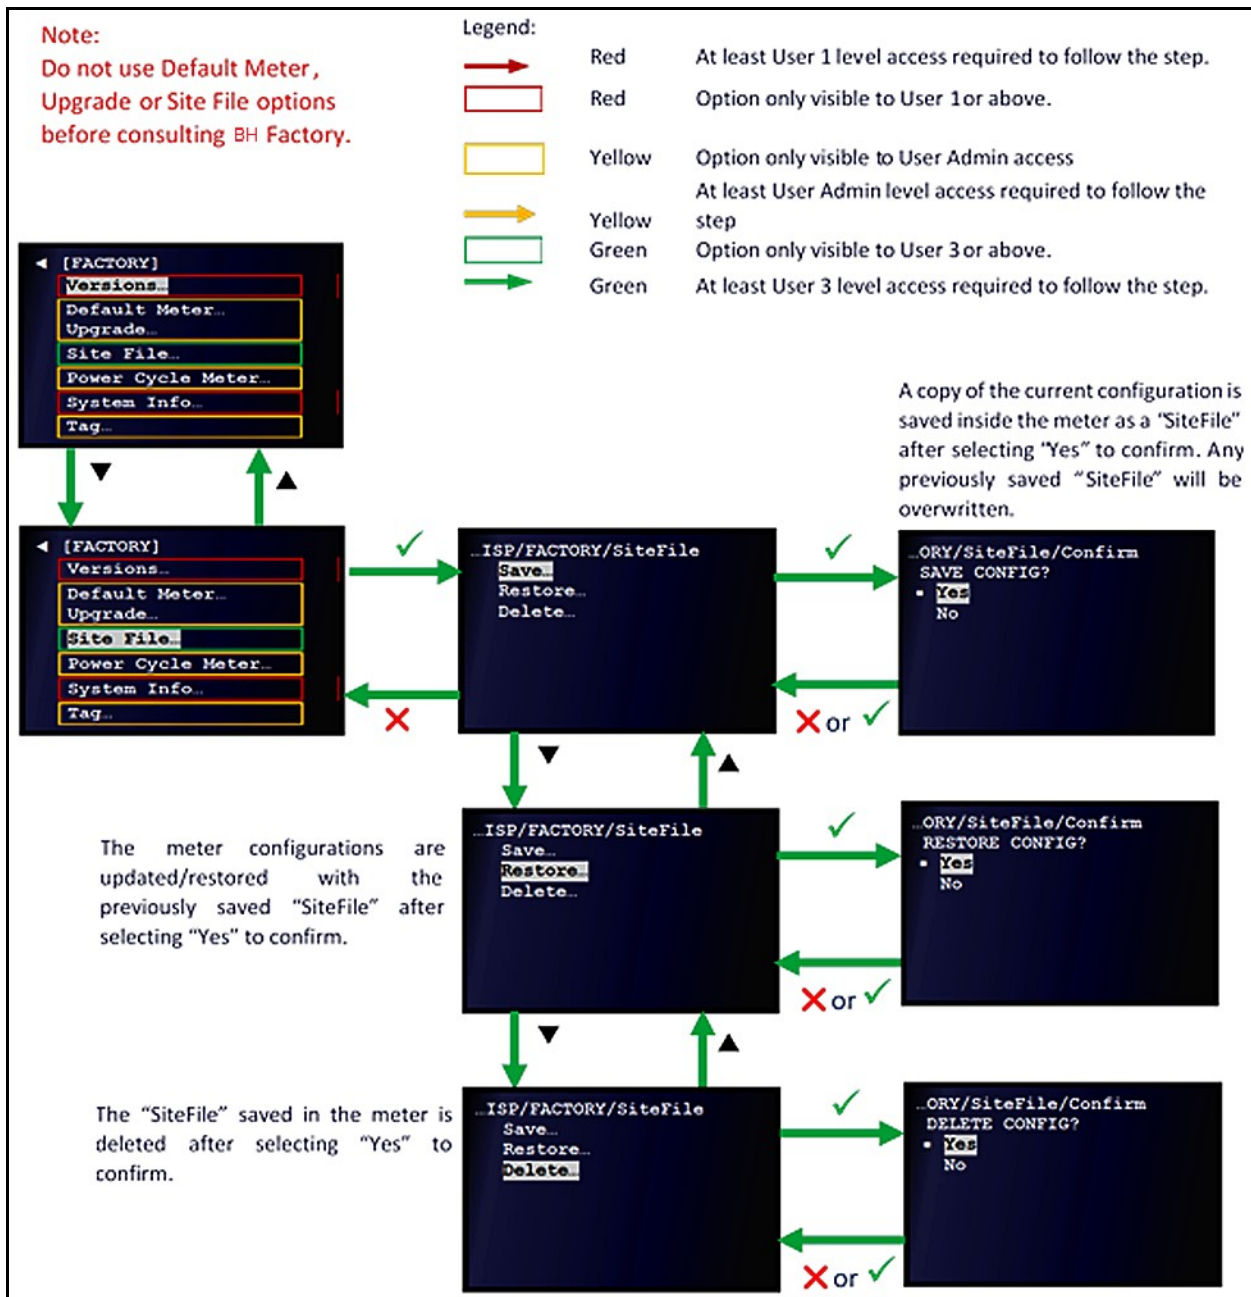 Note:
Do not use Default Meter,
Upgrade or Site File options
before consulting BH Factory.
Legend:
Red At least User 1 level access required to follow the step.
Red Option only visible to User 1 or above.
Yellow Option only visible to User Admin access
At least User Admin level access required to follow the
Yellow step
Green Option only visible to User 3 or above.
Green At least User 3 level access required to follow the step.
◄ [FACTORY]
Versions…
Default Meter…
Upgrade…
Site File…
Power Cycle Meter…
System Info…
Tag…
▼ ▲
A copy of the current configuration is
saved inside the meter as a "SiteFile"
after selecting "Yes" to confirm. Any
previously saved "SiteFile" will be
overwritten.
◄ [FACTORY]
Versions…
Default Meter…
Upgrade…
Site File…
Power Cycle Meter…
System Info…
Tag…
✓
✗
…ISP/FACTORY/SiteFile
Save…
Restore…
Delete…
✓
✗ or ✓
…ORY/SiteFile/Confirm
SAVE CONFIG?
▪ Yes
No
▼ ▲
The meter configurations are
updated/restored with the
previously saved "SiteFile" after
selecting "Yes" to confirm.
…ISP/FACTORY/SiteFile
Save…
Restore…
Delete…
✓
✗ or ✓
…ORY/SiteFile/Confirm
RESTORE CONFIG?
▪ Yes
No
▼ ▲
The "SiteFile" saved in the meter is
deleted after selecting "Yes" to
confirm.
…ISP/FACTORY/SiteFile
Save…
Restore…
Delete…
✓
✗ or ✓
…ORY/SiteFile/Confirm
DELETE CONFIG?
▪ Yes
No